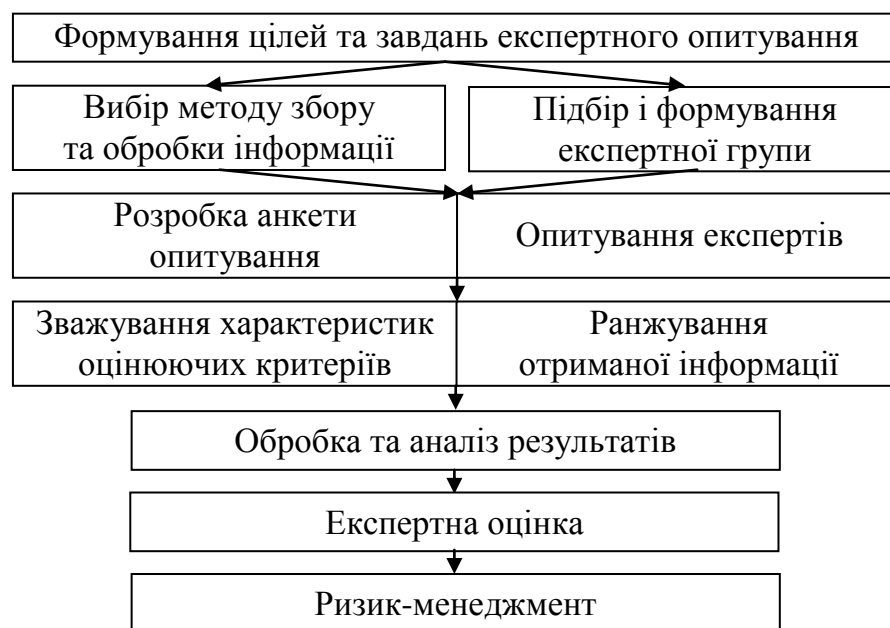 Формування цілей та завдань експертного опитування
Вибір методу збору
та обробки інформації
Підбір і формування
експертної групи
Розробка анкети
опитування
Опитування експертів
Зважування характеристик
оцінюючих критеріїв
Ранжування
отриманої інформації
Обробка та аналіз результатів
Експертна оцінка
Ризик-менеджмент